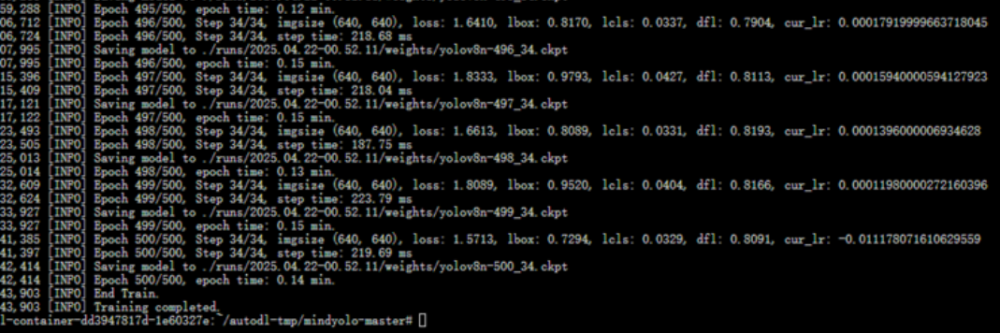 59,288 [INFO] Epoch 495/500, epoch time: 0.12 min.
06,712 [INFO] Epoch 496/500, Step 34/34, imgsize (640, 640), loss: 1.6410, lbox: 0.8170, lcls: 0.0337, dfl: 0.7904, cur_lr: 0.00017919999663718045
06,724 [INFO] Epoch 496/500, Step 34/34, step time: 218.68 ms
07,995 [INFO] Saving model to ./runs/2025.04.22-00.52.11/weights/yolov8n-496_34.ckpt
07,995 [INFO] Epoch 496/500, epoch time: 0.15 min.
15,396 [INFO] Epoch 497/500, Step 34/34, imgsize (640, 640), loss: 1.8333, lbox: 0.9793, lcls: 0.0427, dfl: 0.8113, cur_lr: 0.00015940000594127923
15,409 [INFO] Epoch 497/500, Step 34/34, step time: 218.04 ms
17,121 [INFO] Saving model to ./runs/2025.04.22-00.52.11/weights/yolov8n-497_34.ckpt
17,122 [INFO] Epoch 497/500, epoch time: 0.15 min.
23,493 [INFO] Epoch 498/500, Step 34/34, imgsize (640, 640), loss: 1.6613, lbox: 0.8089, lcls: 0.0331, dfl: 0.8193, cur_lr: 0.0001396000006934628
23,505 [INFO] Epoch 498/500, Step 34/34, step time: 187.75 ms
25,013 [INFO] Saving model to ./runs/2025.04.22-00.52.11/weights/yolov8n-498_34.ckpt
25,014 [INFO] Epoch 498/500, epoch time: 0.13 min.
32,609 [INFO] Epoch 499/500, Step 34/34, imgsize (640, 640), loss: 1.8089, lbox: 0.9520, lcls: 0.0404, dfl: 0.8166, cur_lr: 0.00011980000272160396
32,624 [INFO] Epoch 499/500, Step 34/34, step time: 223.79 ms
33,927 [INFO] Saving model to ./runs/2025.04.22-00.52.11/weights/yolov8n-499_34.ckpt
33,927 [INFO] Epoch 499/500, epoch time: 0.15 min.
41,385 [INFO] Epoch 500/500, Step 34/34, imgsize (640, 640), loss: 1.5713, lbox: 0.7294, lcls: 0.0329, dfl: 0.8091, cur_lr: -0.011178071610629559
41,397 [INFO] Epoch 500/500, Step 34/34, step time: 219.69 ms
42,414 [INFO] Saving model to ./runs/2025.04.22-00.52.11/weights/yolov8n-500_34.ckpt
42,414 [INFO] Epoch 500/500, epoch time: 0.14 min.
43,903 [INFO] End Train.
43,903 [INFO] Training completed.
l-container-dd3947817d-1e60327e:~/autodl-tmp/mindyolo-master#